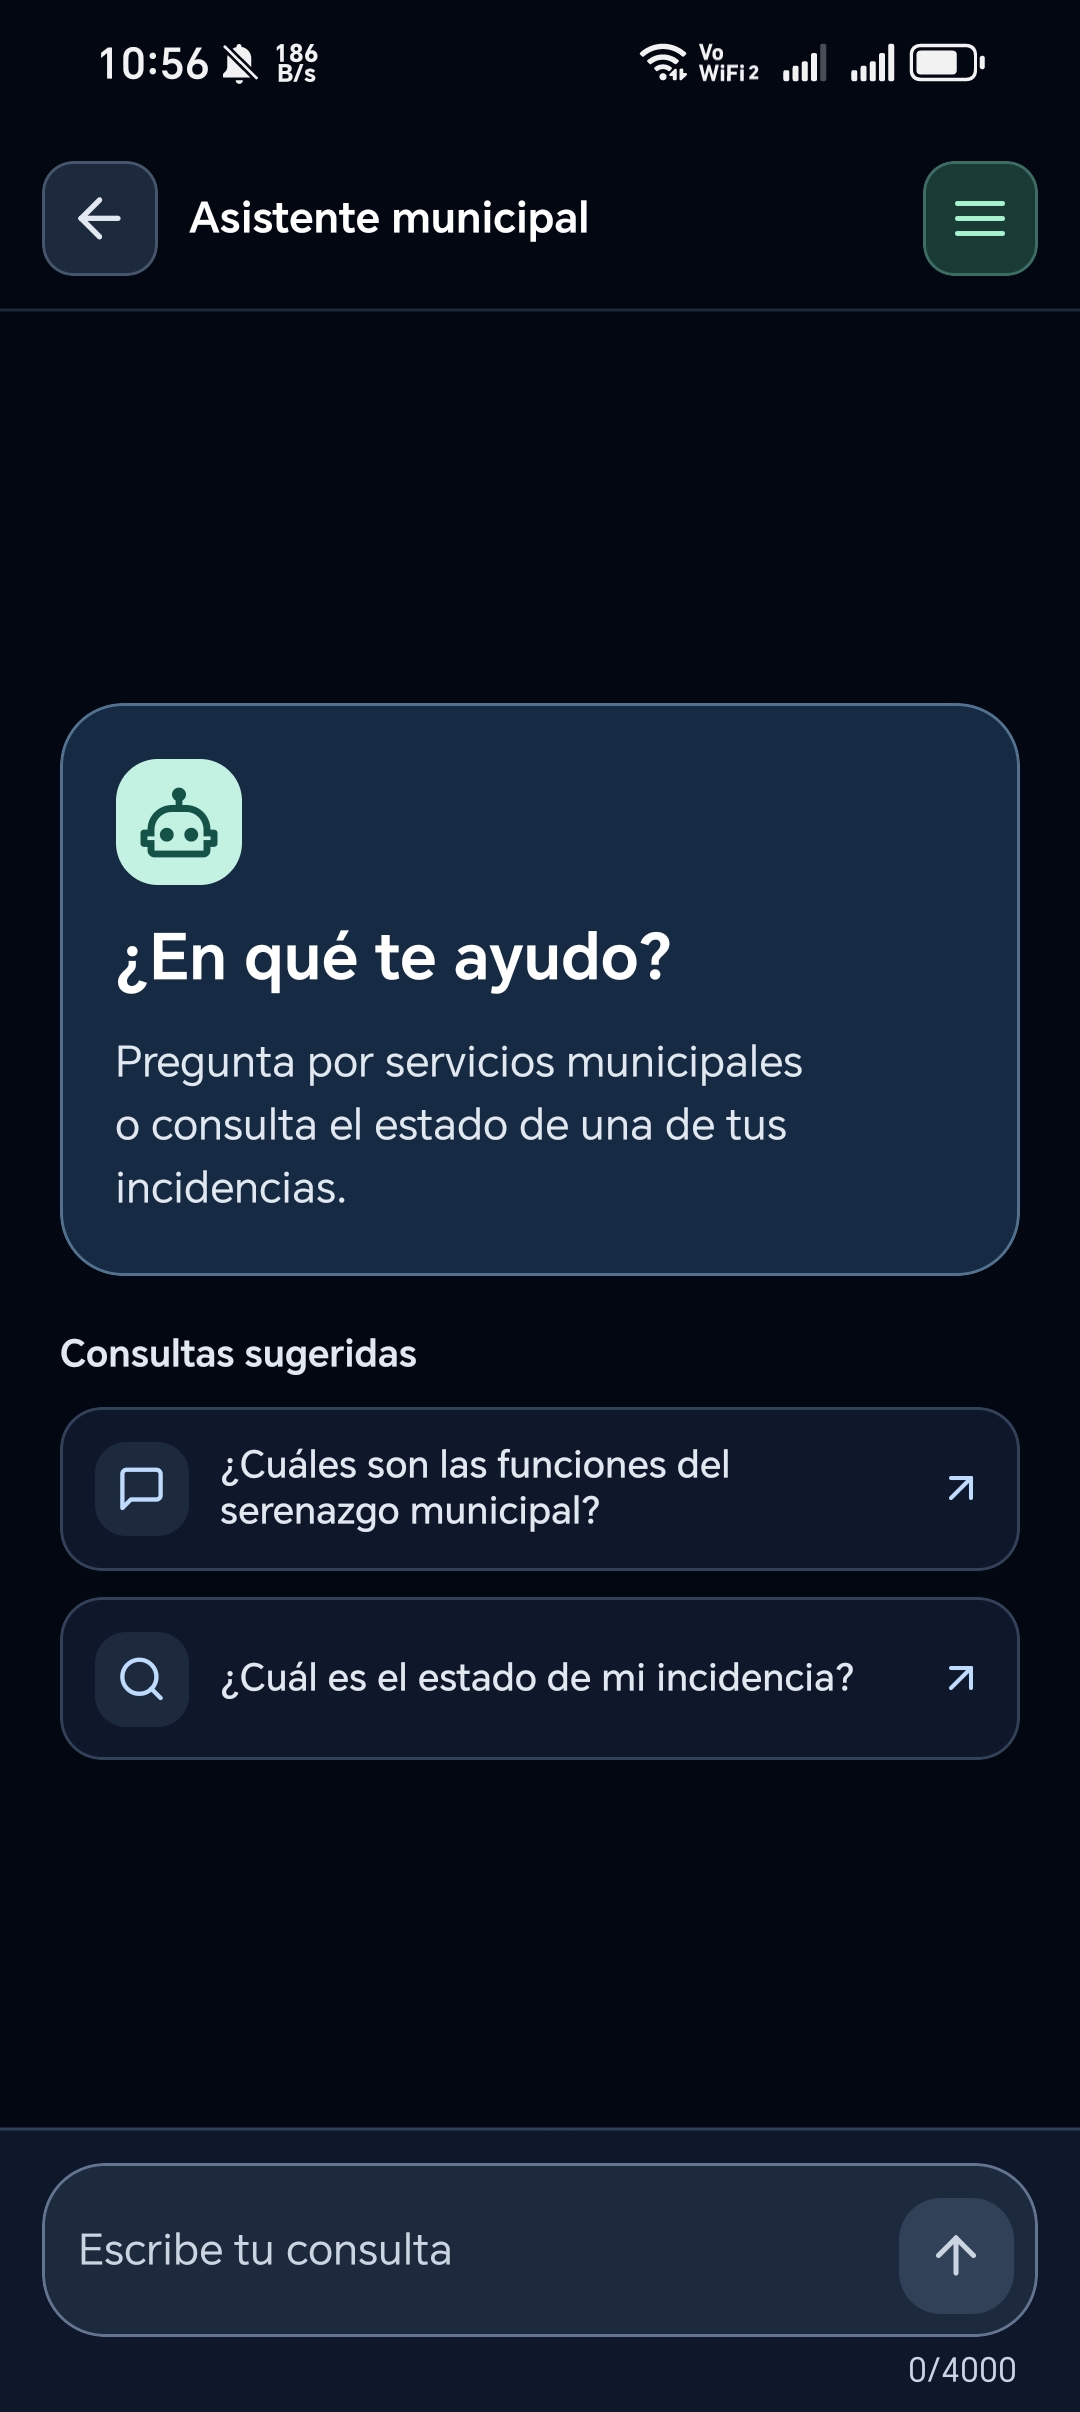 10:56 186 B/s Vo WiFi 2
Asistente municipal
¿En qué te ayudo?
Pregunta por servicios municipales
o consulta el estado de una de tus
incidencias.
Consultas sugeridas
¿Cuáles son las funciones del
serenazgo municipal?
¿Cuál es el estado de mi incidencia?
Escribe tu consulta
0/4000